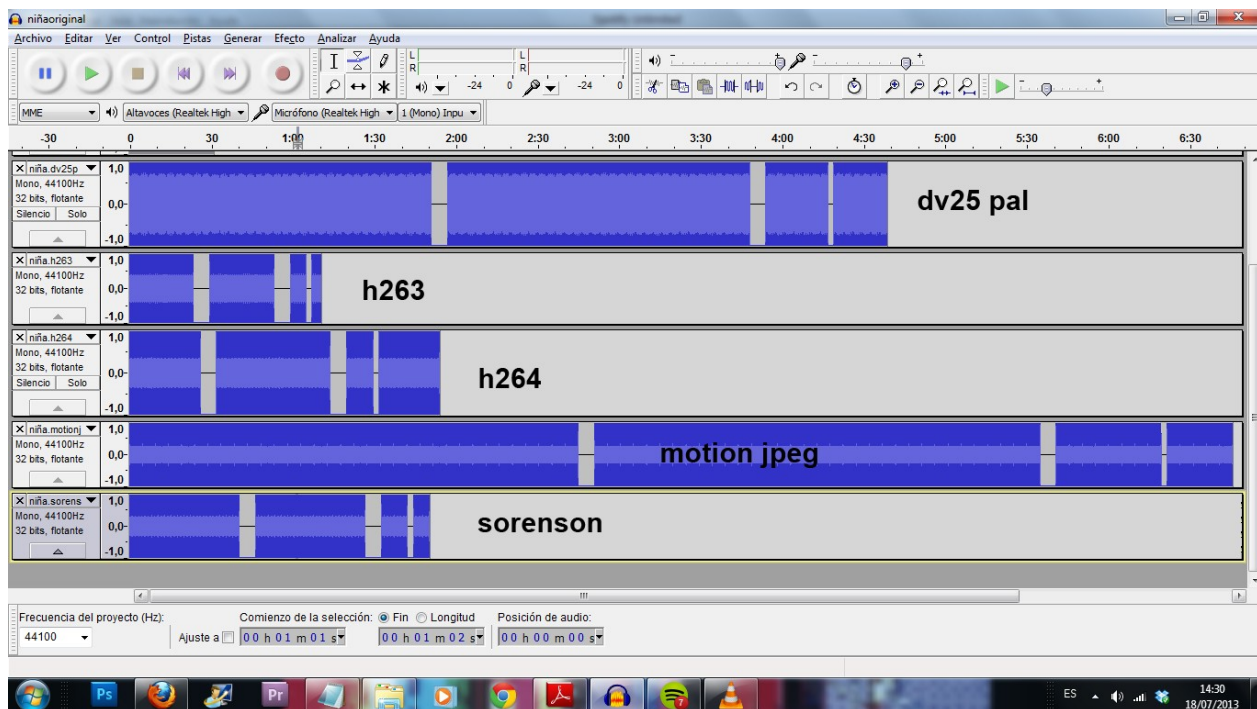 niñaoriginal
Archivo Editar Ver Control Pistas Generar Efecto Analizar Ayuda
L R L R
-24 0 -24 0
MME Altavoces (Realtek High Micrófono (Realtek High 1 (Mono) Inpu
-30 0 30 1:00 1:30 2:00 2:30 3:00 3:30 4:00 4:30 5:00 5:30 6:00 6:30
X niña.dv25p 1,0
Mono, 44100Hz
32 bits, flotante 0,0-
Silencio Solo
-1,0
dv25 pal
X niña.h263 1,0
Mono, 44100Hz
32 bits, flotante 0,0-
-1,0
h263
X niña.h264 1,0
Mono, 44100Hz
32 bits, flotante 0,0-
Silencio Solo
-1,0
h264
X niña.motionj 1,0
Mono, 44100Hz
32 bits, flotante 0,0-
-1,0
motion jpeg
X niña.sorens 1,0
Mono, 44100Hz
32 bits, flotante 0,0-
-1,0
sorenson
Frecuencia del proyecto (Hz): Comienzo de la selección: Fin Longitud Posición de audio:
44100 Ajuste a 00 h 01 m 01 s 00 h 01 m 02 s 00 h 00 m 00 s
Ps Pr ES 14:30
18/07/2013